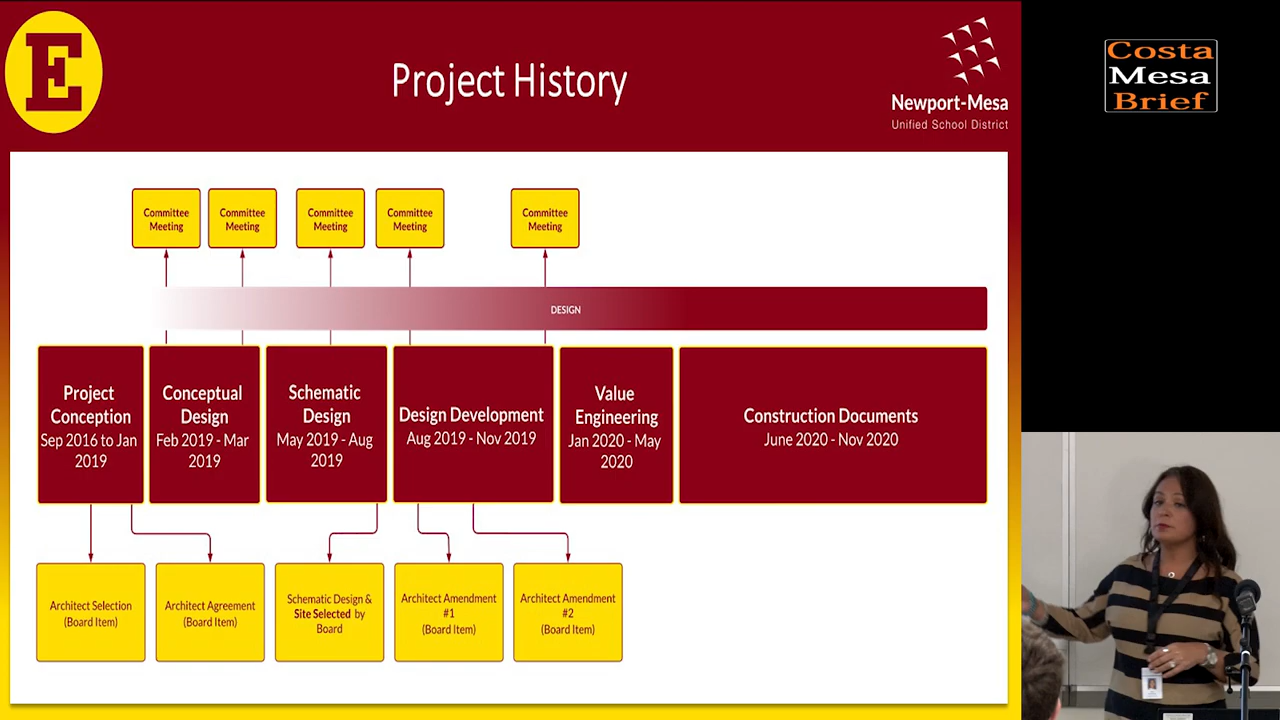 E
Project History
Newport-Mesa
Unified School District
Costa
Mesa
Brief
Committee
Meeting
Committee
Meeting
Committee
Meeting
Committee
Meeting
Committee
Meeting
DESIGN
Project
Conception
Sep 2016 to Jan
2019
Conceptual
Design
Feb 2019 - Mar
2019
Schematic
Design
May 2019 - Aug
2019
Design Development
Aug 2019 - Nov 2019
Value
Engineering
Jan 2020 - May
2020
Construction Documents
June 2020 - Nov 2020
Architect Selection
(Board Item)
Architect Agreement
(Board Item)
Schematic Design &
Site Selected by
Board
Architect Amendment
#1
(Board Item)
Architect Amendment
#2
(Board Item)